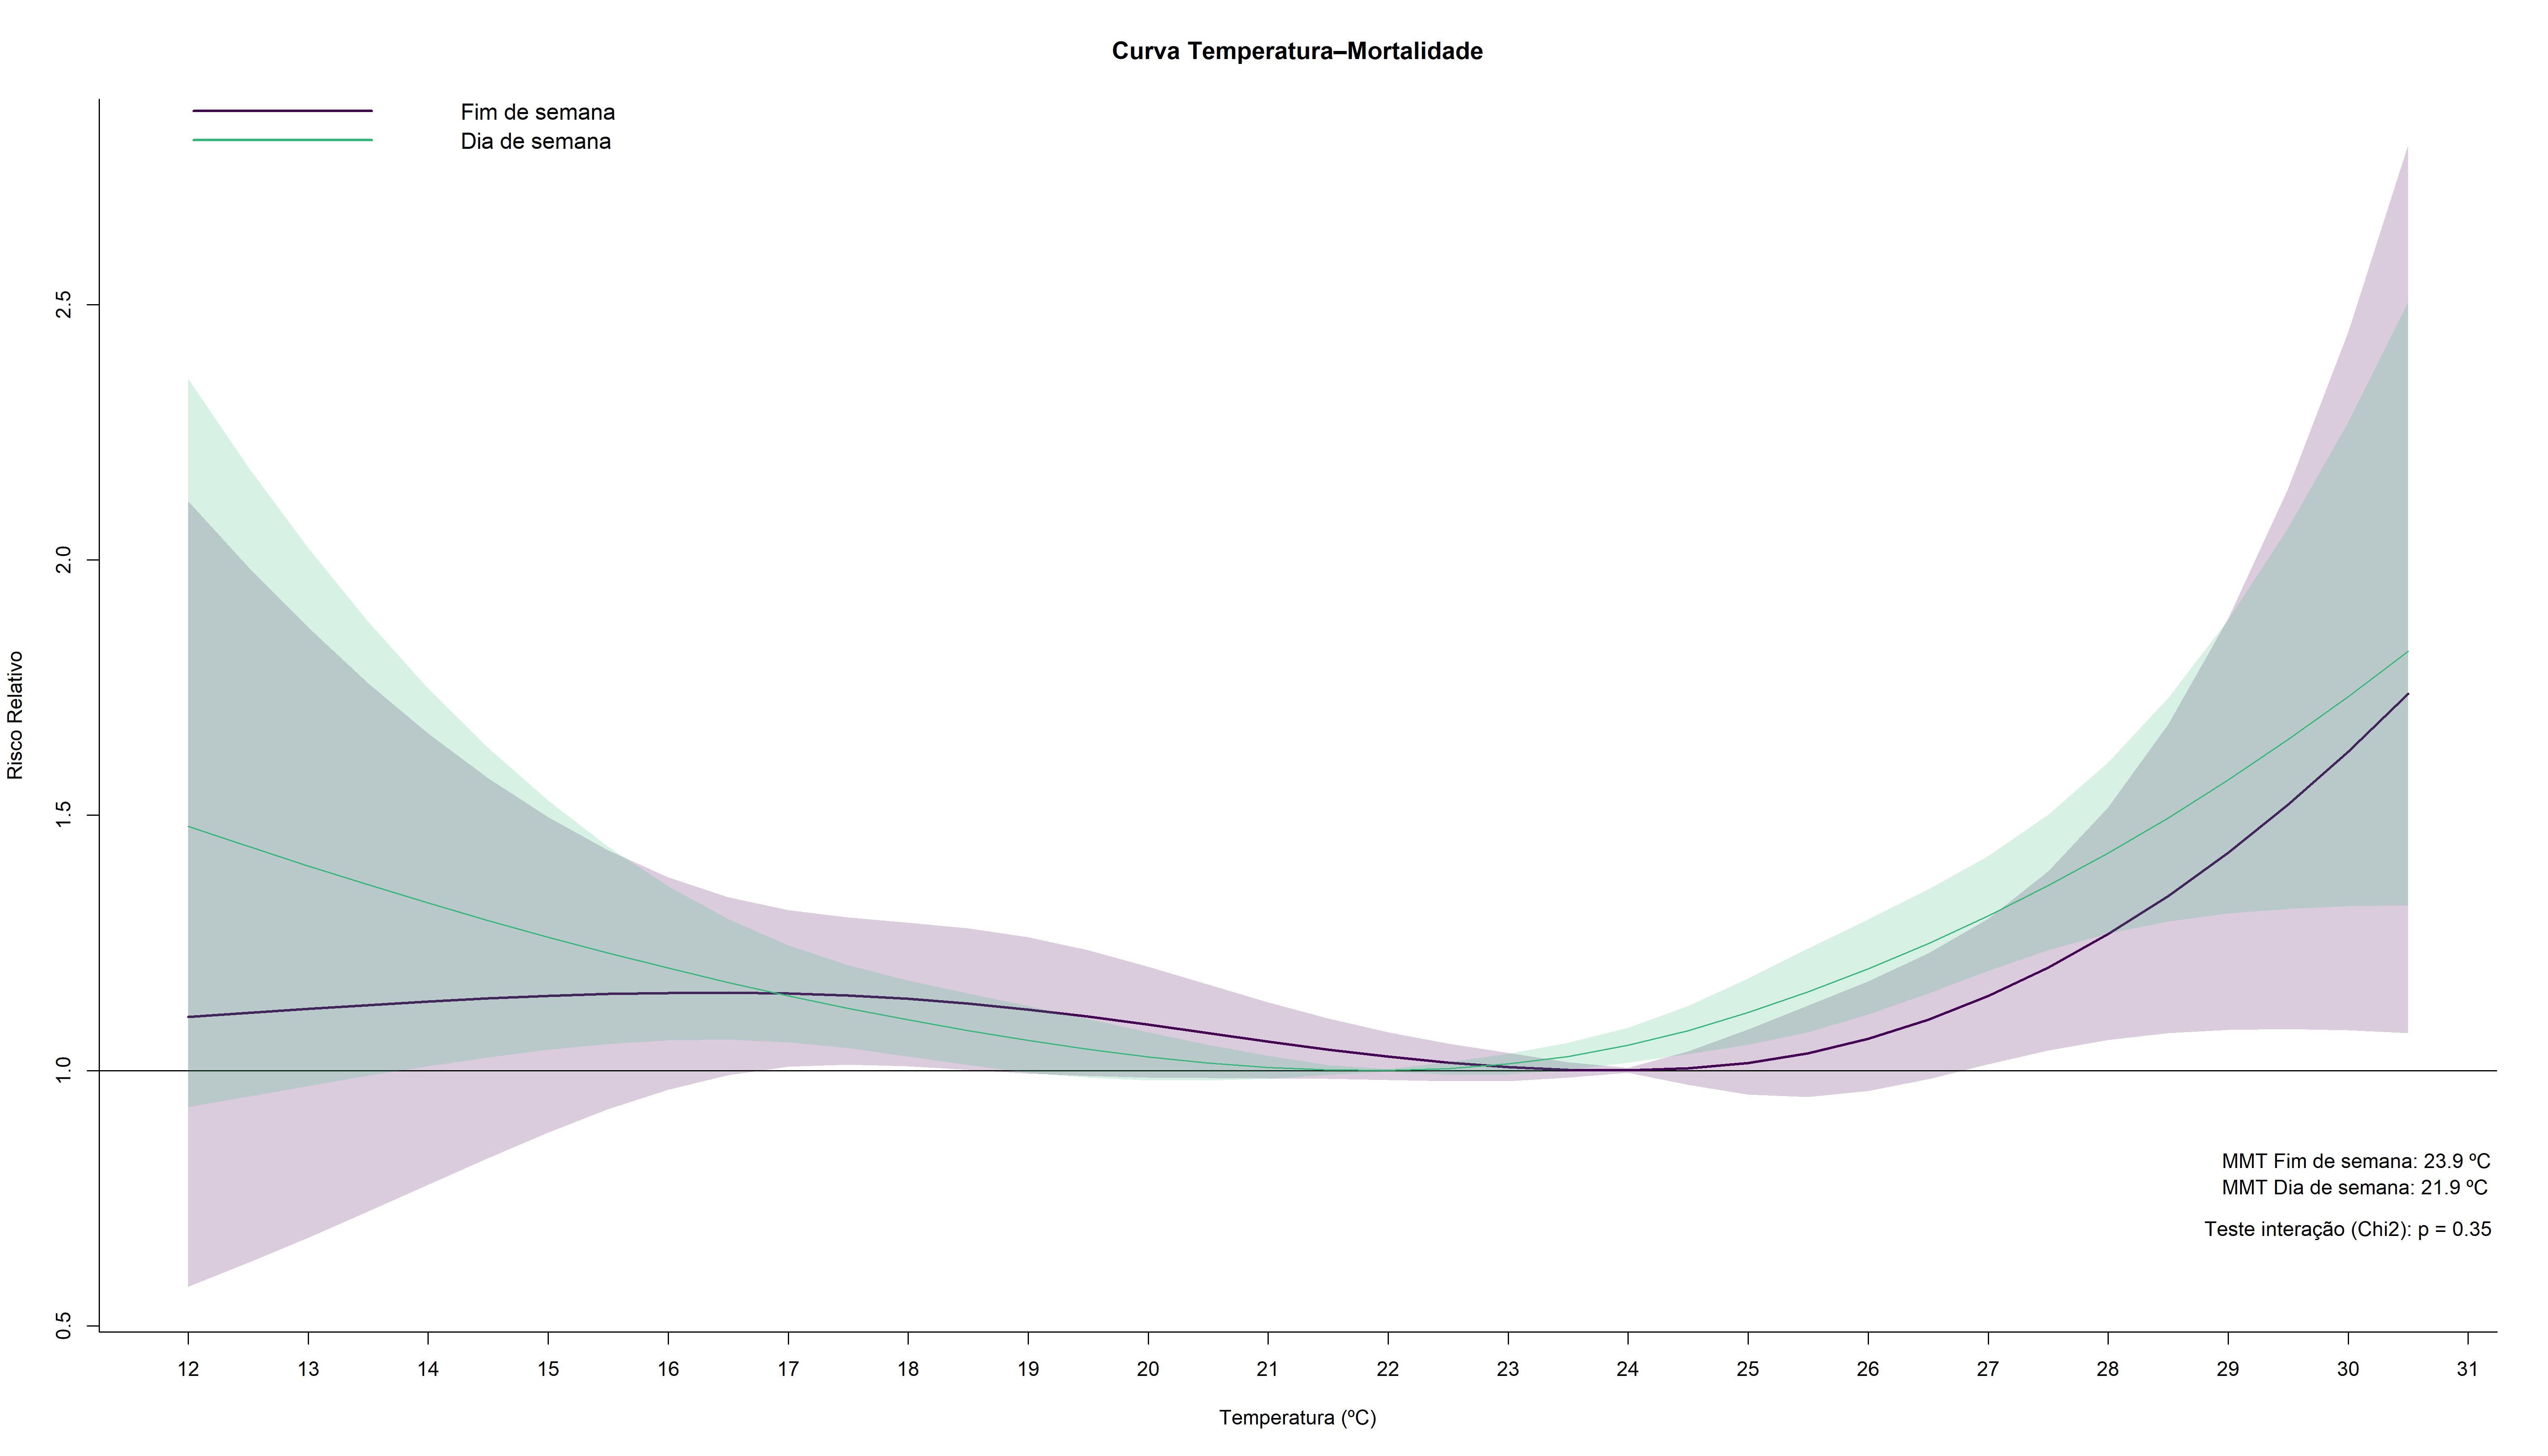 Curva Temperatura–Mortalidade
Fim de semana
Dia de semana
Risco Relativo
2.5
2.0
1.5
1.0
0.5
MMT Fim de semana: 23.9 ºC
MMT Dia de semana: 21.9 ºC
Teste interação (Chi2): p = 0.35
12 13 14 15 16 17 18 19 20 21 22 23 24 25 26 27 28 29 30 31
Temperatura (ºC)